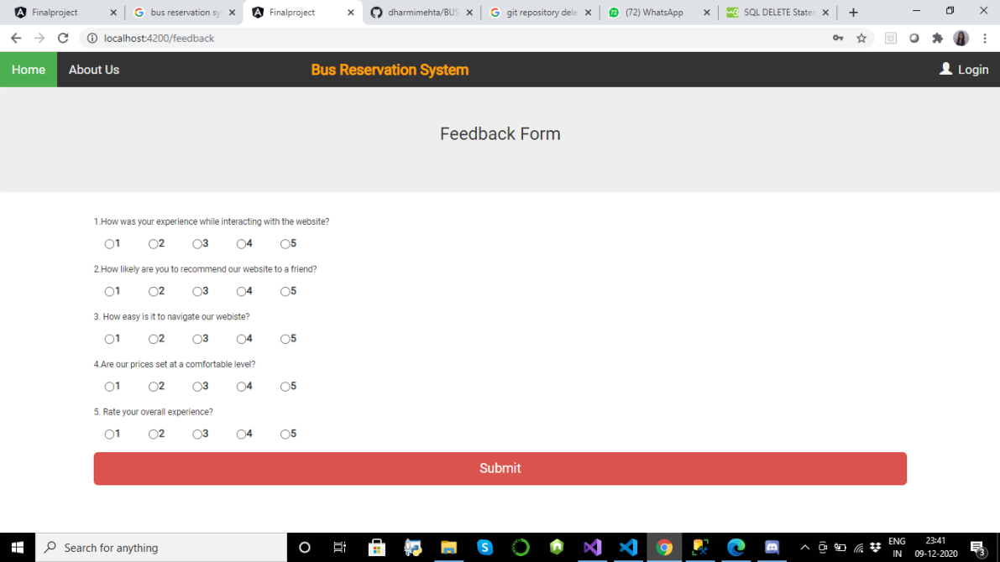 Finalproject
bus reservation sy
Finalproject
dharmimehta/BUS
git repository dele
(72) WhatsApp
SQL DELETE Stater
localhost:4200/feedback
Home
About Us
Bus Reservation System
Login
Feedback Form
1.How was your experience while interacting with the website?
1 2 3 4 5
2.How likely are you to recommend our website to a friend?
1 2 3 4 5
3. How easy is it to navigate our webiste?
1 2 3 4 5
4.Are our prices set at a comfortable level?
1 2 3 4 5
5. Rate your overall experience?
1 2 3 4 5
Submit
Search for anything
ENG
IN
23:41
09-12-2020
3